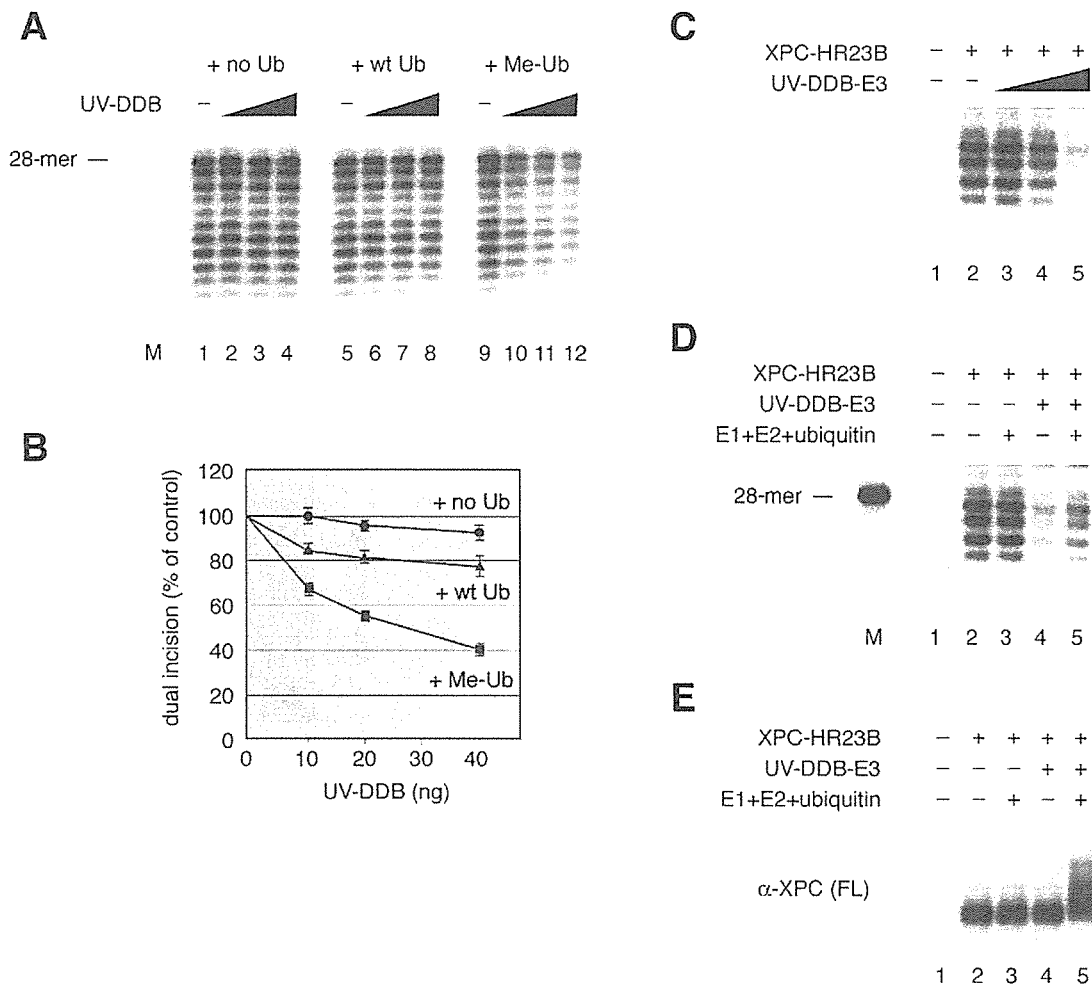 A
+ no Ub + wt Ub + Me-Ub
UV-DDB –
– –
28-mer —
M 1 2 3 4 5 6 7 8 9 10 11 12
B
120
100
80
60
40
20
0
dual incision (% of control)
+ no Ub
+ wt Ub
+ Me-Ub
0 10 20 30 40
UV-DDB (ng)
C
XPC-HR23B – + + + +
UV-DDB-E3 – –
1 2 3 4 5
D
XPC-HR23B – + + + +
UV-DDB-E3 – – – + +
E1+E2+ubiquitin – – + – +
28-mer —
M 1 2 3 4 5
E
XPC-HR23B – + + + +
UV-DDB-E3 – – – + +
E1+E2+ubiquitin – – + – +
α-XPC (FL)
1 2 3 4 5